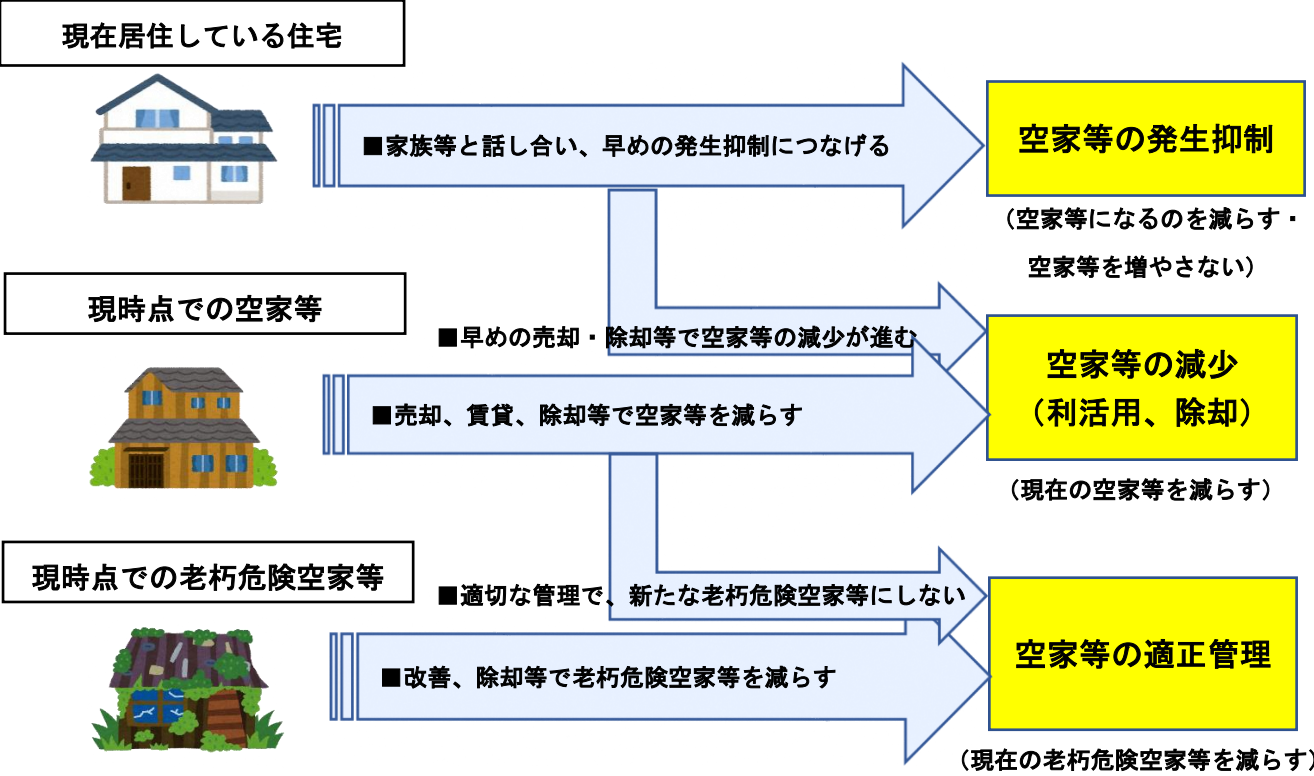 現在居住している住宅
■家族等と話し合い、早めの発生抑制につなげる
空家等の発生抑制
（空家等になるのを減らす・
空家等を増やさない）
現時点での空家等
■早めの売却・除却等で空家等の減少が進む
■売却、賃貸、除却等で空家等を減らす
空家等の減少
（利活用、除却）
（現在の空家等を減らす）
現時点での老朽危険空家等
■適切な管理で、新たな老朽危険空家等にしない
■改善、除却等で老朽危険空家等を減らす
空家等の適正管理
（現在の老朽危険空家等を減らす）